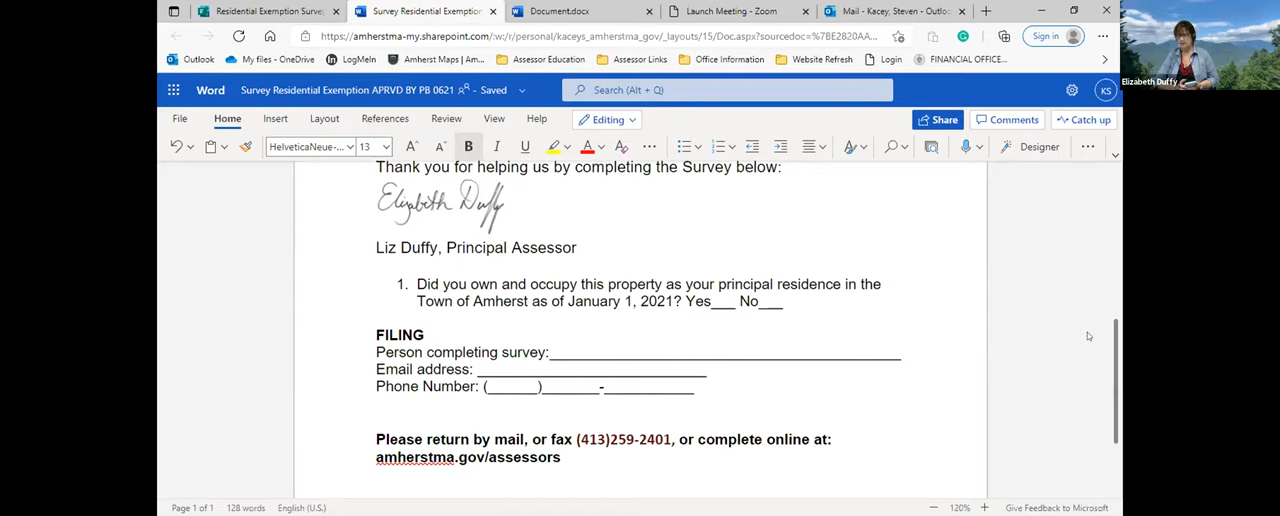 Residential Exemption Surve
Survey Residential Exemption
Document.docx
Launch Meeting - Zoom
Mail - Kacey, Steven - Outlo
https://amherstma-my.sharepoint.com/:w:/r/personal/kaceys_amherstma_gov/_layouts/15/Doc.aspx?sourcedoc=%7BE2820AA...
Sign in
Outlook
My files - OneDrive
LogMeIn
Amherst Maps | Am...
Assessor Education
Assessor Links
Office Information
Website Refresh
Login
FINANCIAL OFFICE...
Elizabeth Duffy
Word
Survey Residential Exemption APRVD BY PB 0621 - Saved
Search (Alt + Q)
KS
File
Home
Insert
Layout
References
Review
View
Help
Editing
Share
Comments
Catch up
HelveticaNeue-...
13
B
I
U
Designer
Thank you for helping us by completing the Survey below:
Elizabeth Duffy
Liz Duffy, Principal Assessor
1. Did you own and occupy this property as your principal residence in the
Town of Amherst as of January 1, 2021? Yes___ No___
FILING
Person completing survey:___
Email address: ___
Phone Number: (___)___-___
Please return by mail, or fax (413)259-2401, or complete online at:
amherstma.gov/assessors
Page 1 of 1
128 words
English (U.S.)
120%
Give Feedback to Microsoft